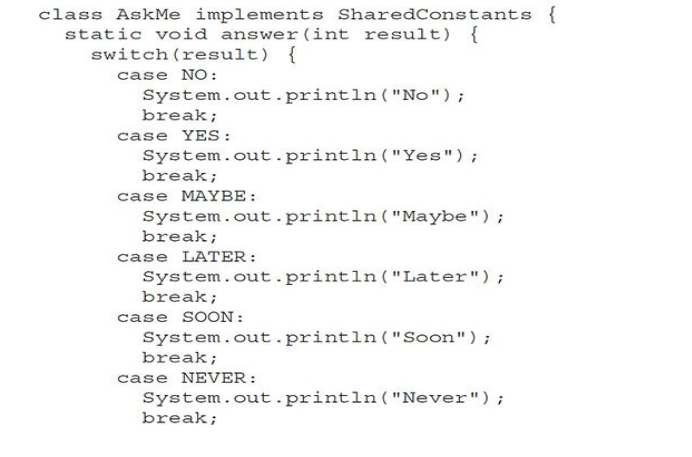 class AskMe implements SharedConstants {
static void answer(int result) {
switch(result) {
case NO:
System.out.println("No");
break;
case YES:
System.out.println("Yes");
break;
case MAYBE:
System.out.println("Maybe");
break;
case LATER:
System.out.println("Later");
break;
case SOON:
System.out.println("Soon");
break;
case NEVER:
System.out.println("Never");
break;